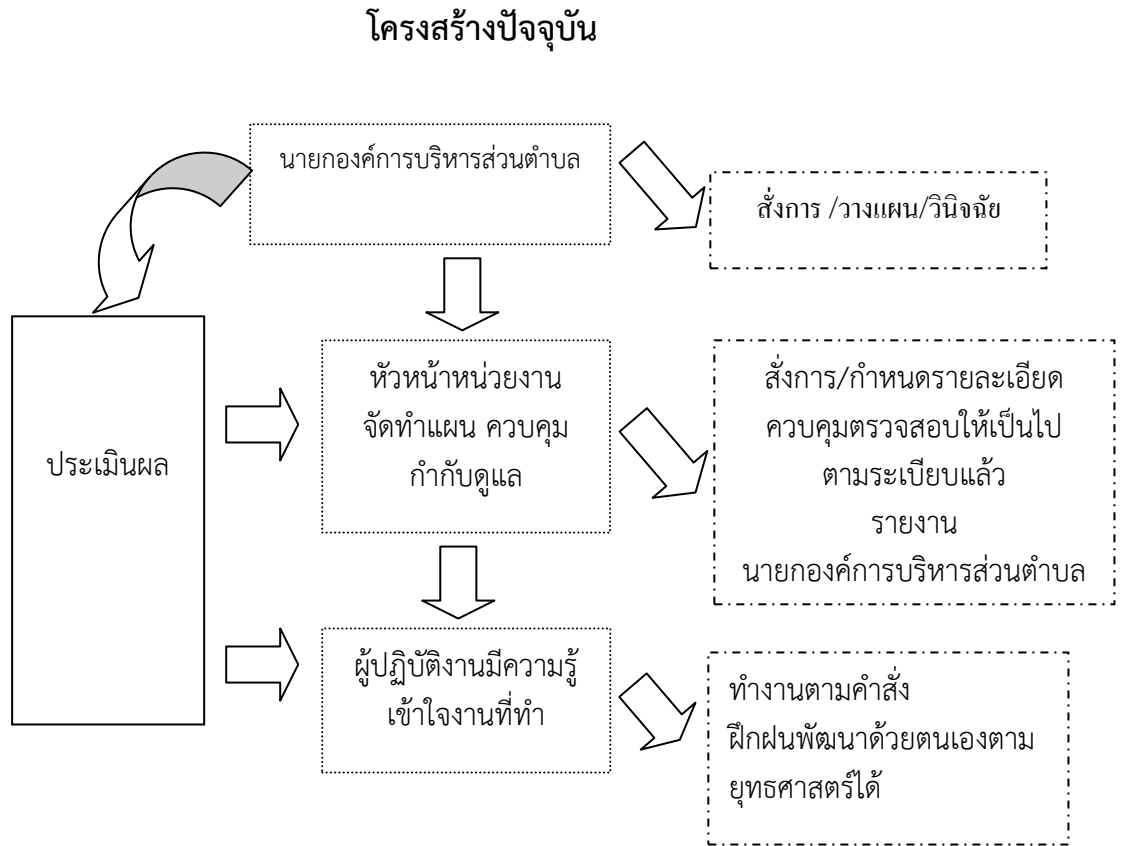 โครงสร้างปัจจุบัน
นายกองค์การบริหารส่วนตำบล
สั่งการ /วางแผน/วินิจฉัย
ประเมินผล
หัวหน้าหน่วยงาน
จัดทำแผน ควบคุม
กำกับดูแล
สั่งการ/กำหนดรายละเอียด
ควบคุมตรวจสอบให้เป็นไป
ตามระเบียบแล้ว
รายงาน
นายกองค์การบริหารส่วนตำบล
ผู้ปฏิบัติงานมีความรู้
เข้าใจงานที่ทำ
ทำงานตามคำสั่ง
ฝึกฝนพัฒนาด้วยตนเองตาม
ยุทธศาสตร์ได้